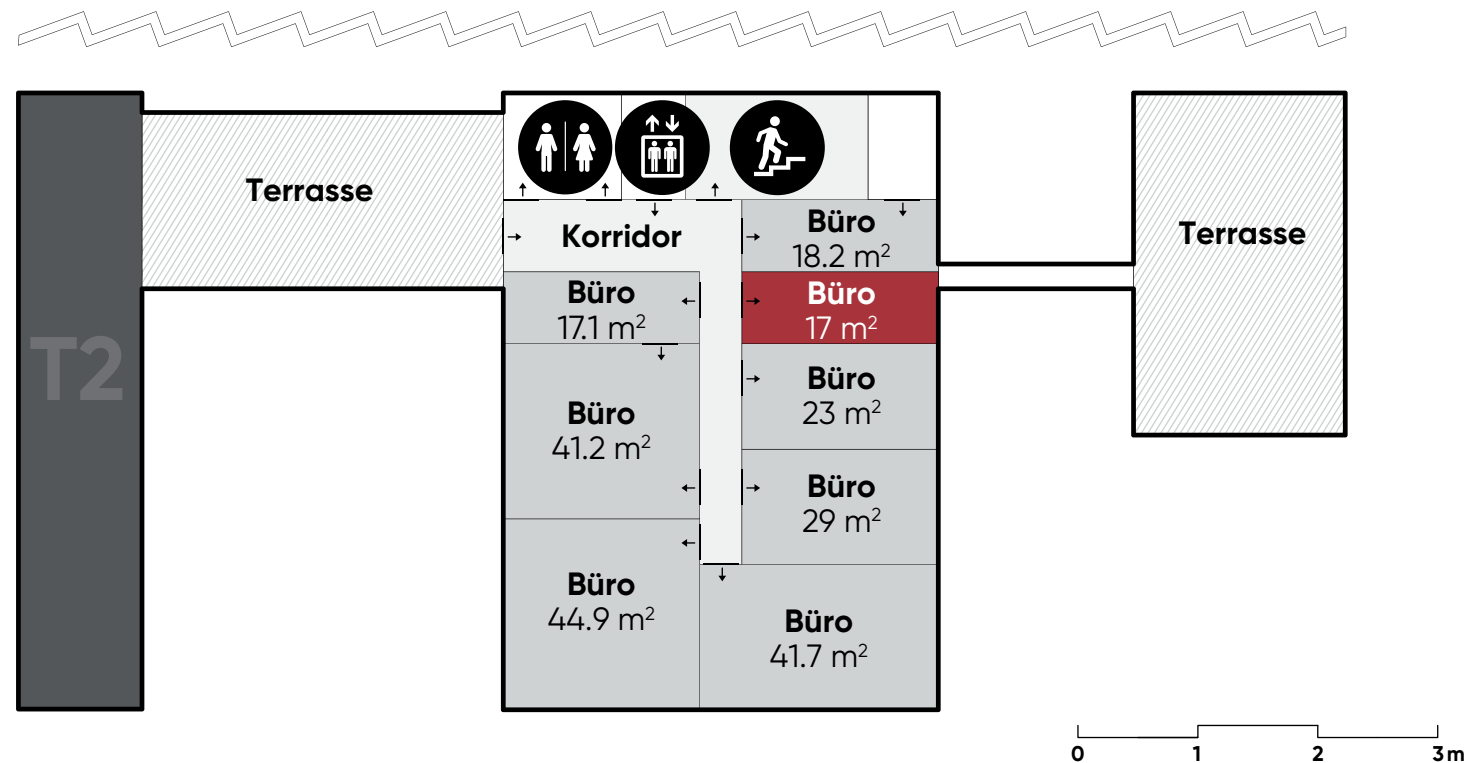 Terrasse
Korridor
Büro
18.2 m²
Terrasse
Büro
17.1 m²
Büro
17 m²
T2
Büro
41.2 m²
Büro
23 m²
Büro
29 m²
Büro
44.9 m²
Büro
41.7 m²
0 1 2 3 m